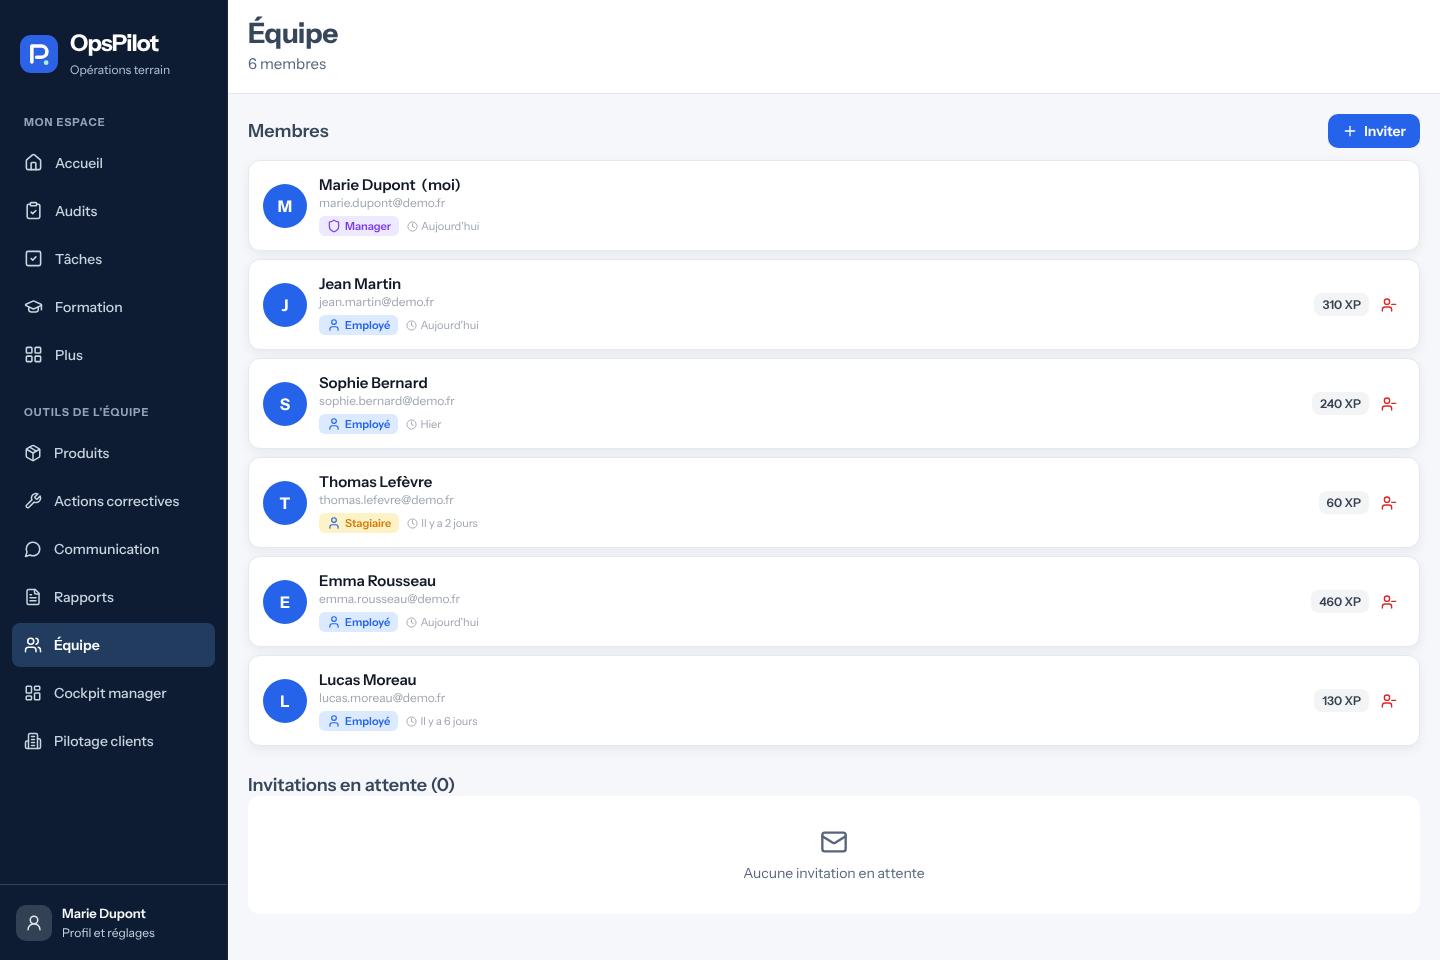 OpsPilot
Opérations terrain
MON ESPACE
Accueil
Audits
Tâches
Formation
Plus
OUTILS DE L'ÉQUIPE
Produits
Actions correctives
Communication
Rapports
Équipe
Cockpit manager
Pilotage clients
Marie Dupont
Profil et réglages
Équipe
6 membres
Membres
Inviter
M
Marie Dupont (moi)
marie.dupont@demo.fr
Manager Aujourd'hui
J
Jean Martin
jean.martin@demo.fr
Employé Aujourd'hui
310 XP
S
Sophie Bernard
sophie.bernard@demo.fr
Employé Hier
240 XP
T
Thomas Lefèvre
thomas.lefevre@demo.fr
Stagiaire Il y a 2 jours
60 XP
E
Emma Rousseau
emma.rousseau@demo.fr
Employé Aujourd'hui
460 XP
L
Lucas Moreau
lucas.moreau@demo.fr
Employé Il y a 6 jours
130 XP
Invitations en attente (0)
Aucune invitation en attente